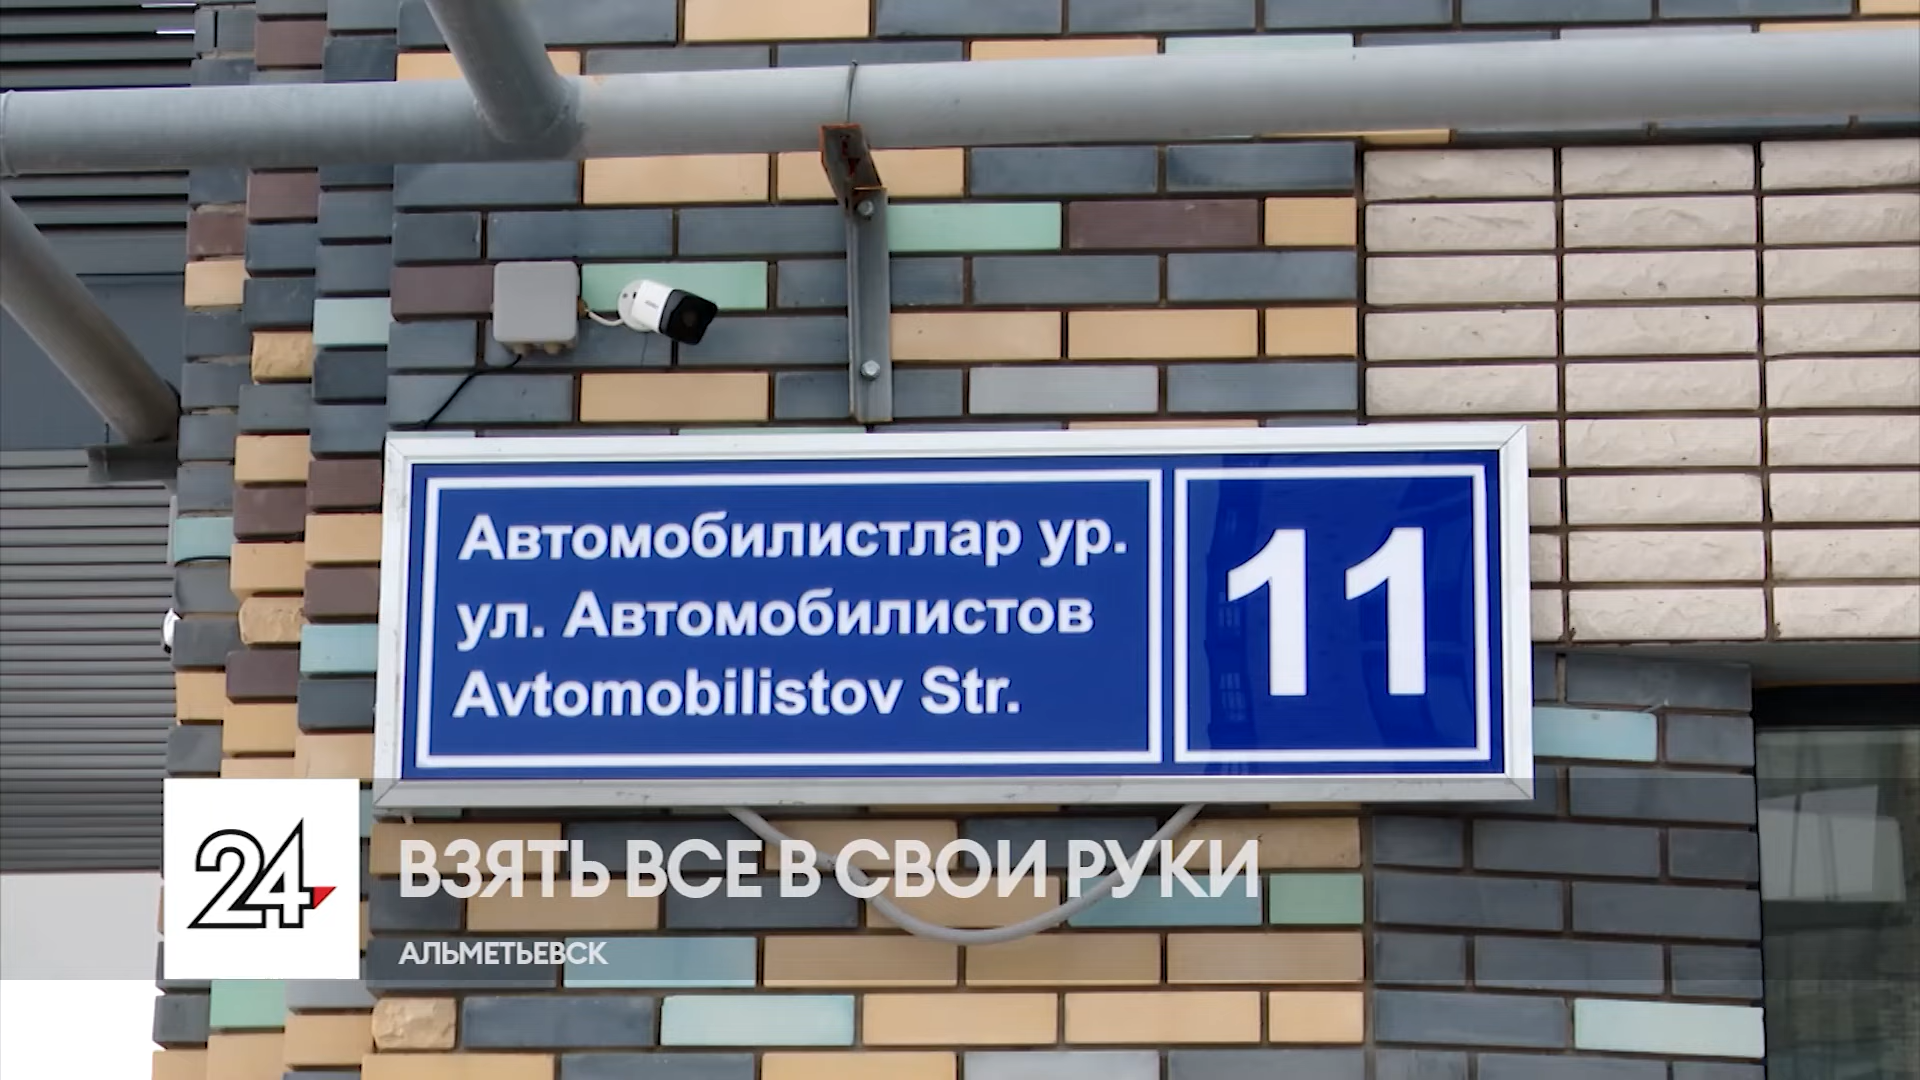 Автомобилистлар ур.
ул. Автомобилистов
Avtomobilistov Str.
11
24
ВЗЯТЬ ВСЕ В СВОИ РУКИ
АЛЬМЕТЬЕВСК